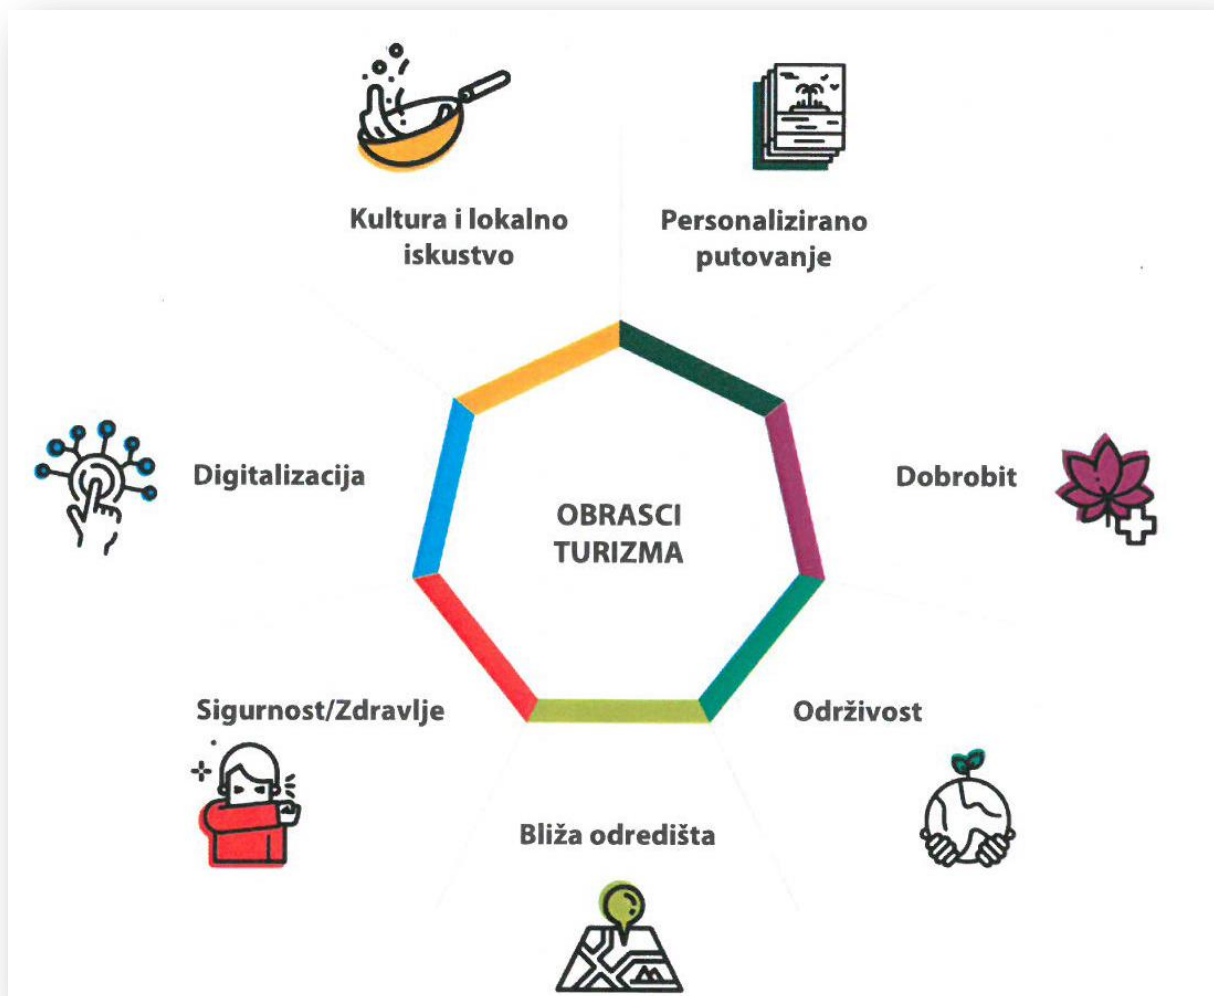 Kultura i lokalno
iskustvo
Personalizirano
putovanje
Digitalizacija
Dobrobit
OBRASCI
TURIZMA
Sigurnost/Zdravlje
Održivost
Bliža odredišta